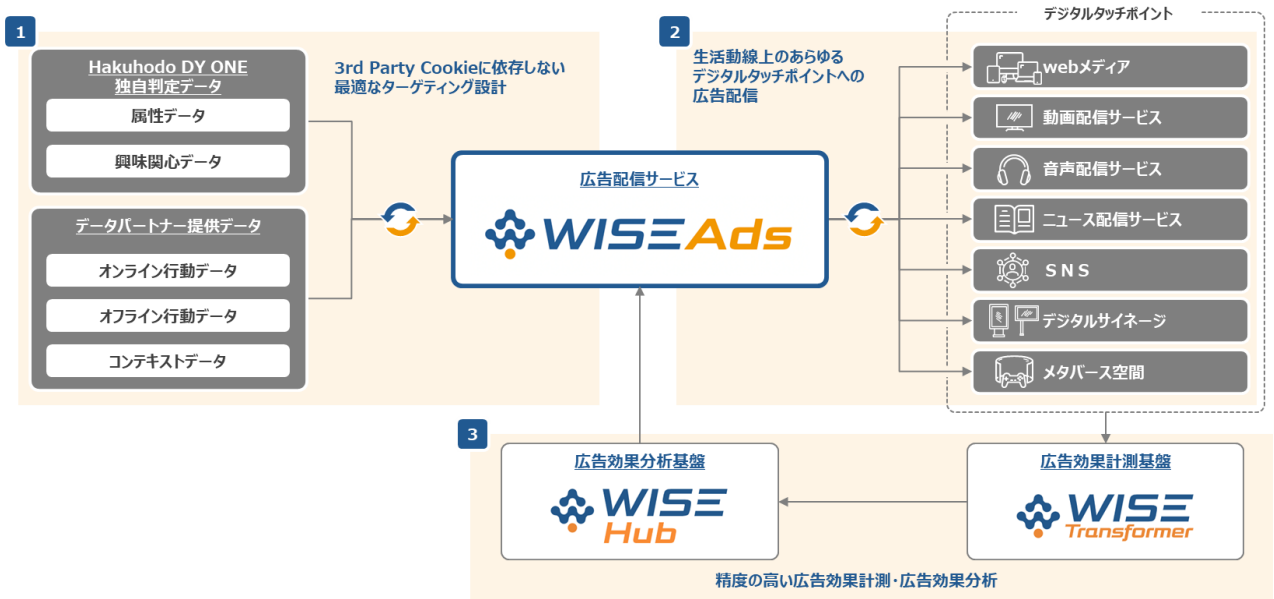 1
Hakuhodo DY ONE
独自判定データ
属性データ
興味関心データ
データパートナー提供データ
オンライン行動データ
オフライン行動データ
コンテキストデータ
3rd Party Cookieに依存しない
最適なターゲティング設計
広告配信サービス
WISE Ads
2
生活動線上のあらゆる
デジタルタッチポイントへの
広告配信
デジタルタッチポイント
webメディア
動画配信サービス
音声配信サービス
ニュース配信サービス
SNS
デジタルサイネージ
メタバース空間
3
広告効果分析基盤
WISE
Hub
広告効果計測基盤
WISE
Transformer
精度の高い広告効果計測・広告効果分析